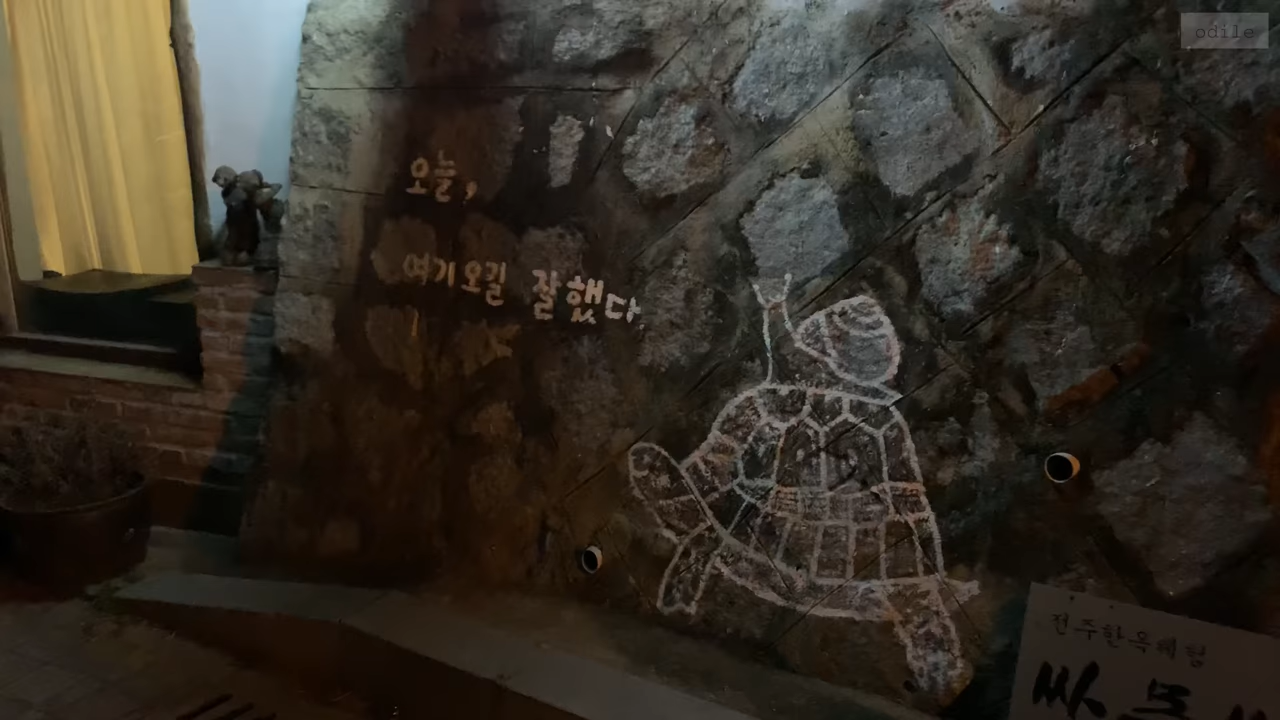 odile
오늘,
여기오길 잘했다.
전주한옥체험